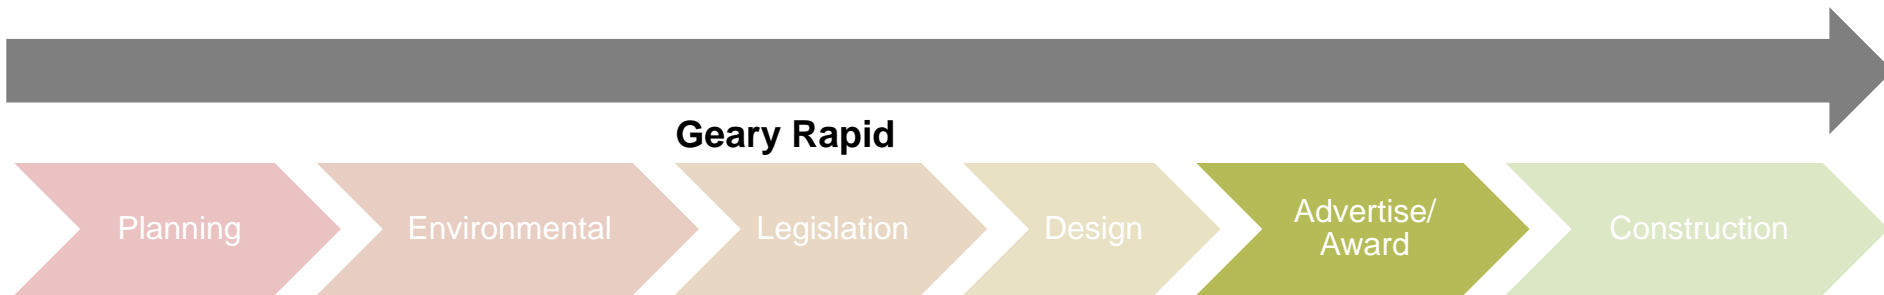 Geary Rapid
Planning
Environmental
Legislation
Design
Advertise/
Award
Construction